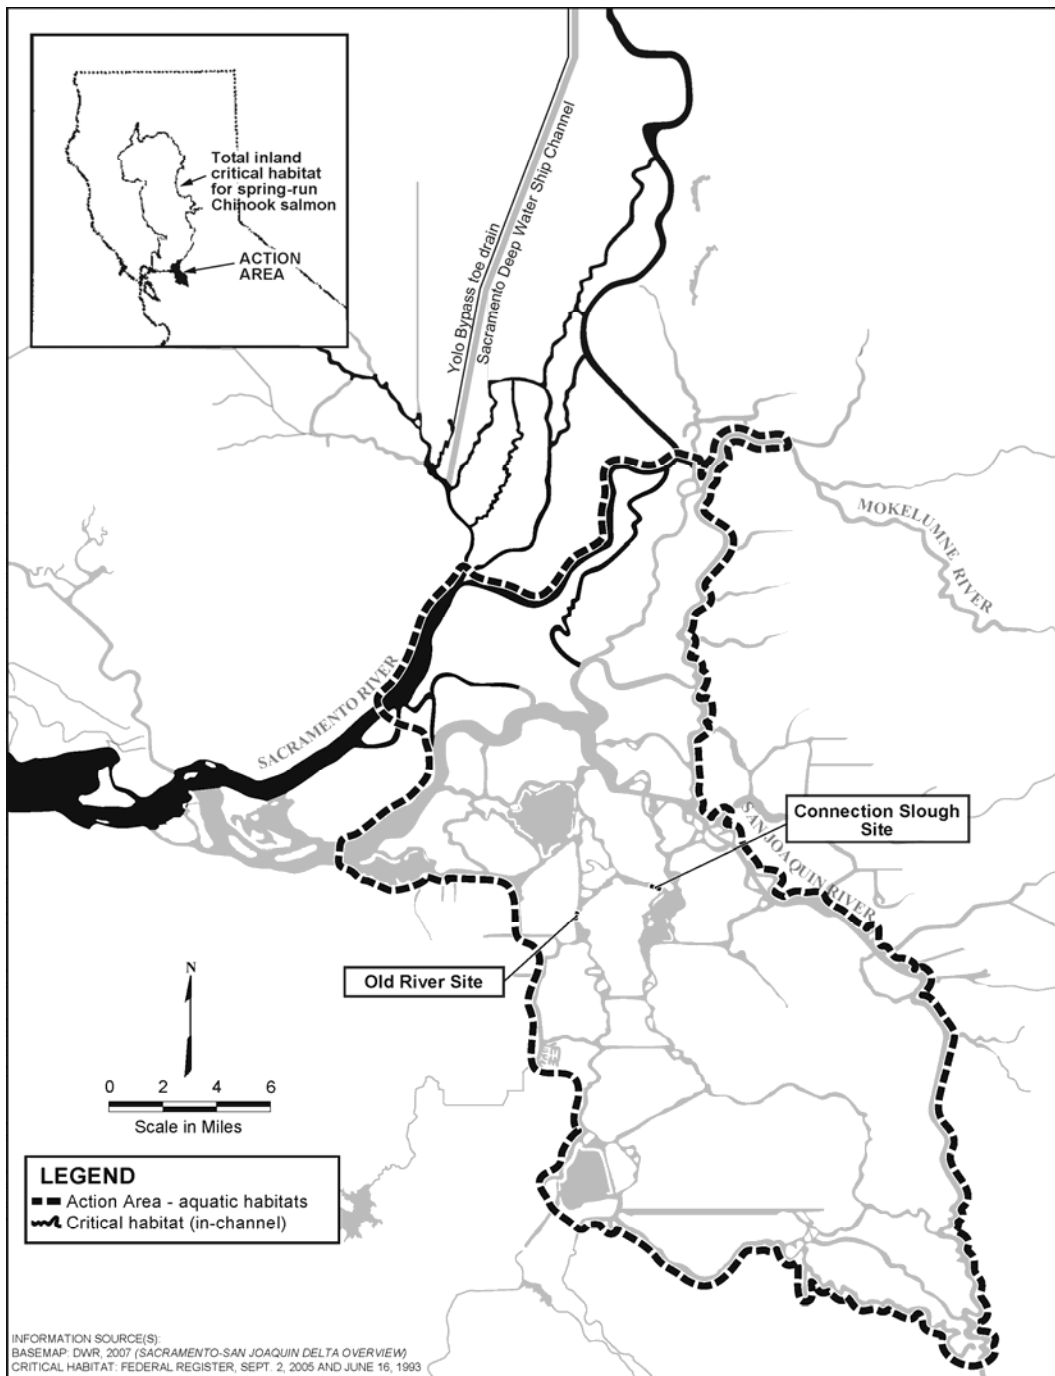 Total inland
critical habitat
for spring-run
Chinook salmon
ACTION
AREA
Yolo Bypass toe drain
Sacramento Deep Water Ship Channel
MOKELUMNE RIVER
SACRAMENTO RIVER
SAN JOAQUIN RIVER
Connection Slough
Site
Old River Site
N
0 2 4 6
Scale in Miles
LEGEND
Action Area - aquatic habitats
Critical habitat (in-channel)
INFORMATION SOURCE(S):
BASEMAP: DWR, 2007 (SACRAMENTO-SAN JOAQUIN DELTA OVERVIEW)
CRITICAL HABITAT: FEDERAL REGISTER, SEPT. 2, 2005 AND JUNE 16, 1993